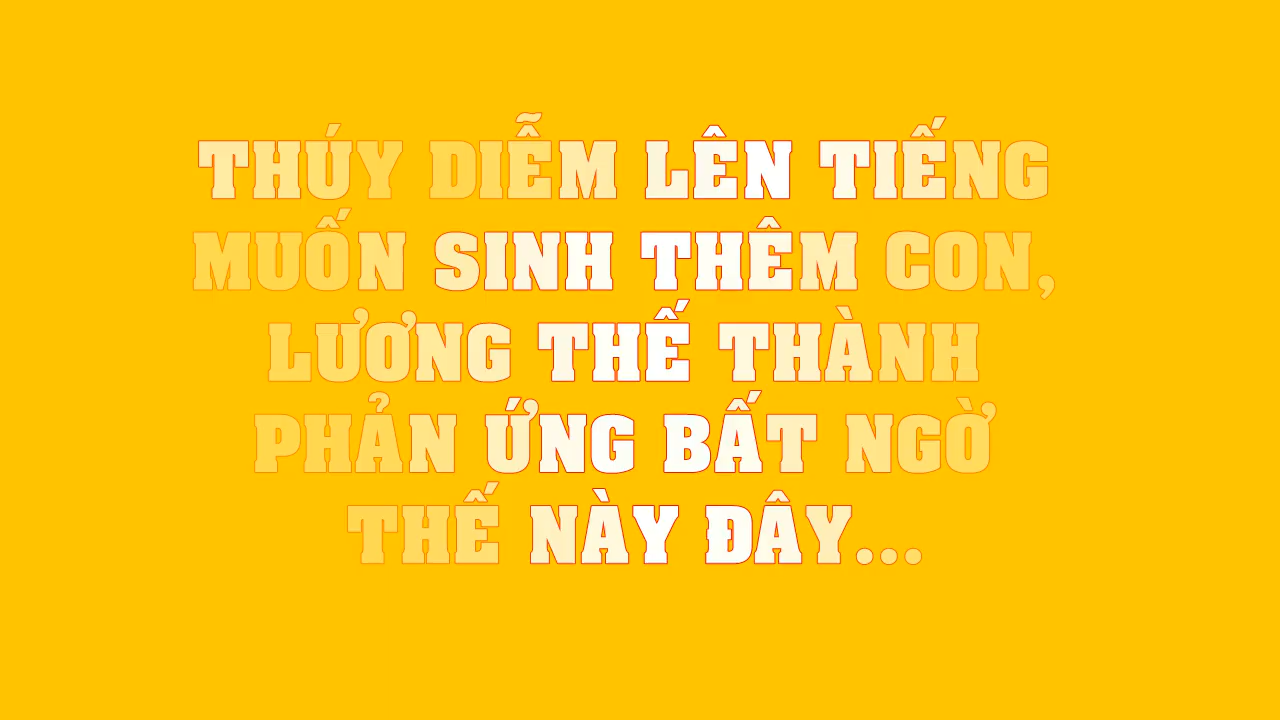 THÚY DIỄM LÊN TIẾNG
MUỐN SINH THÊM CON,
LƯƠNG THẾ THÀNH
PHẢN ỨNG BẤT NGỜ
THẾ NÀY ĐÂY...